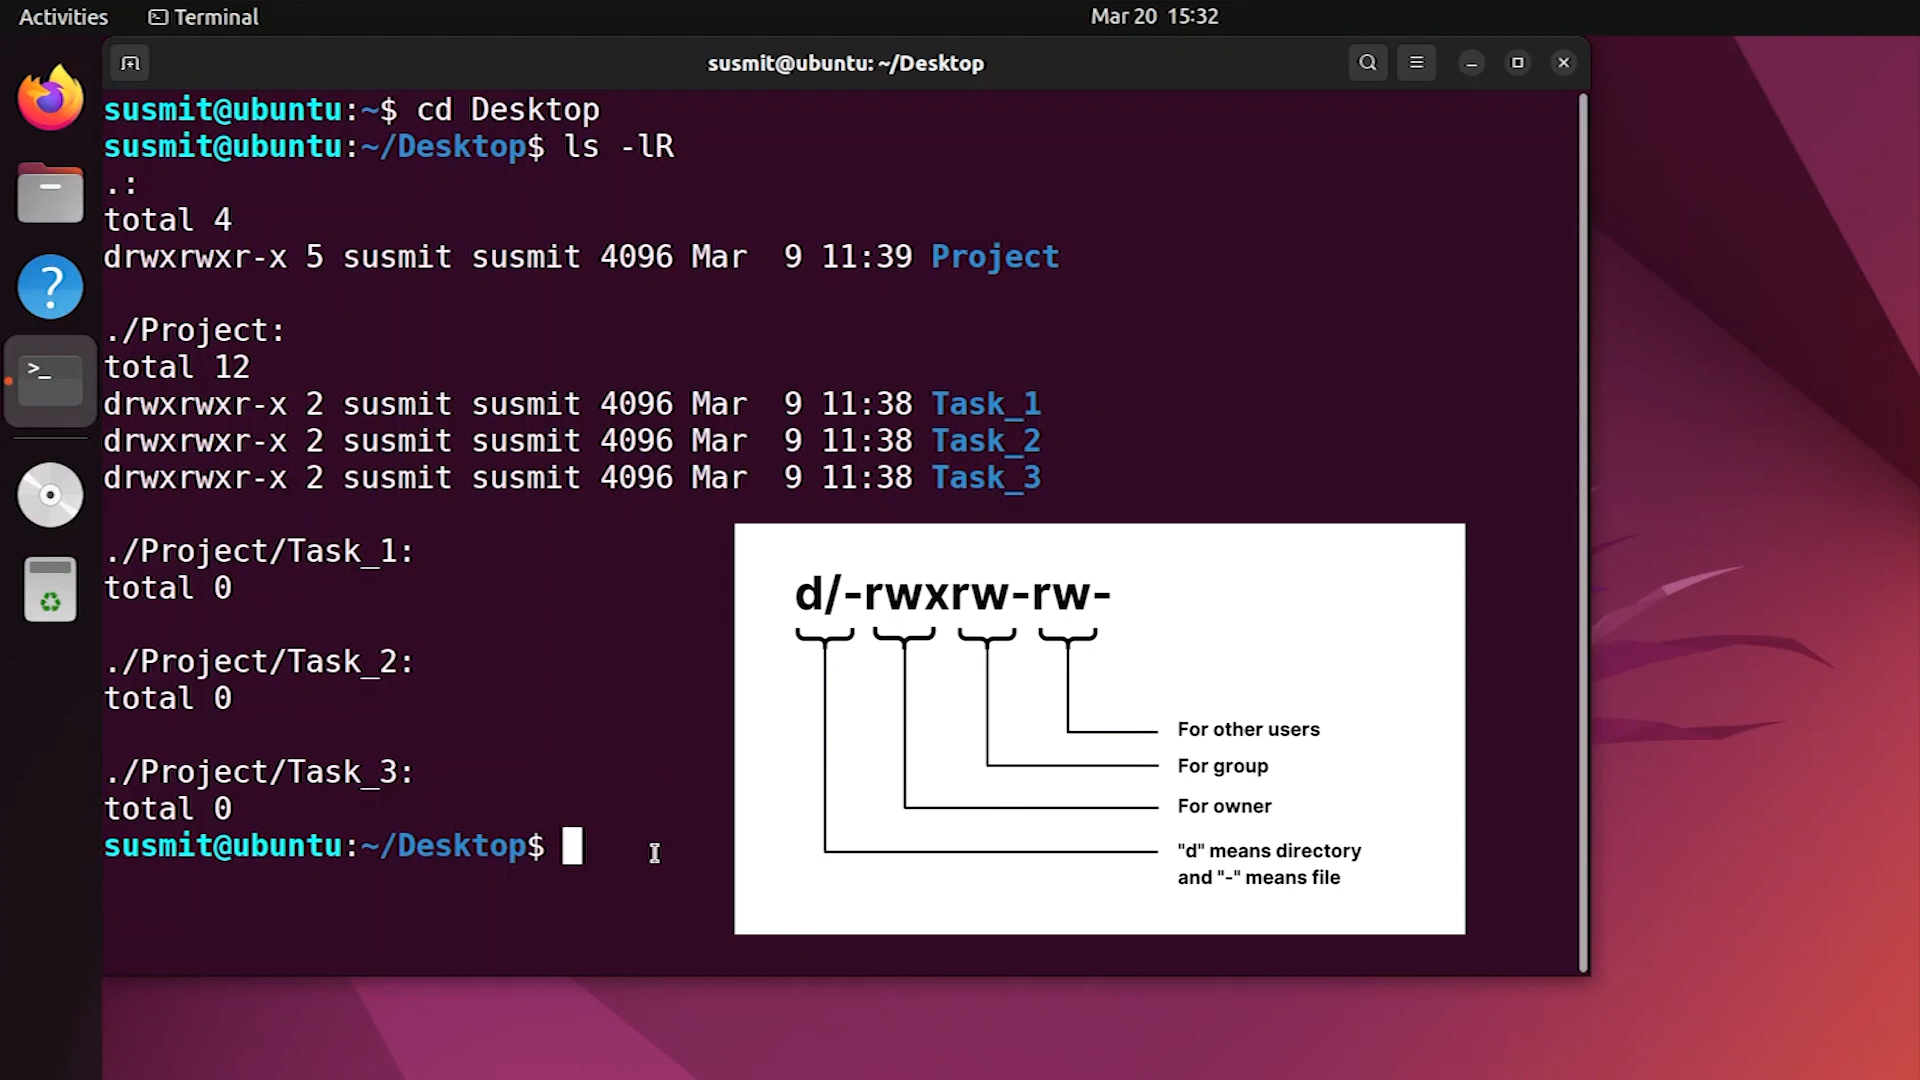 Activities Terminal Mar 20 15:32
susmit@ubuntu: ~/Desktop
susmit@ubuntu:~$ cd Desktop
susmit@ubuntu:~/Desktop$ ls -lR
.:
total 4
drwxrwxr-x 5 susmit susmit 4096 Mar  9 11:39 Project
./Project:
total 12
drwxrwxr-x 2 susmit susmit 4096 Mar  9 11:38 Task_1
drwxrwxr-x 2 susmit susmit 4096 Mar  9 11:38 Task_2
drwxrwxr-x 2 susmit susmit 4096 Mar  9 11:38 Task_3
./Project/Task_1:
total 0
./Project/Task_2:
total 0
./Project/Task_3:
total 0
susmit@ubuntu:~/Desktop$
d/-rwxrw-rw-
For other users
For group
For owner
"d" means directory
and "-" means file